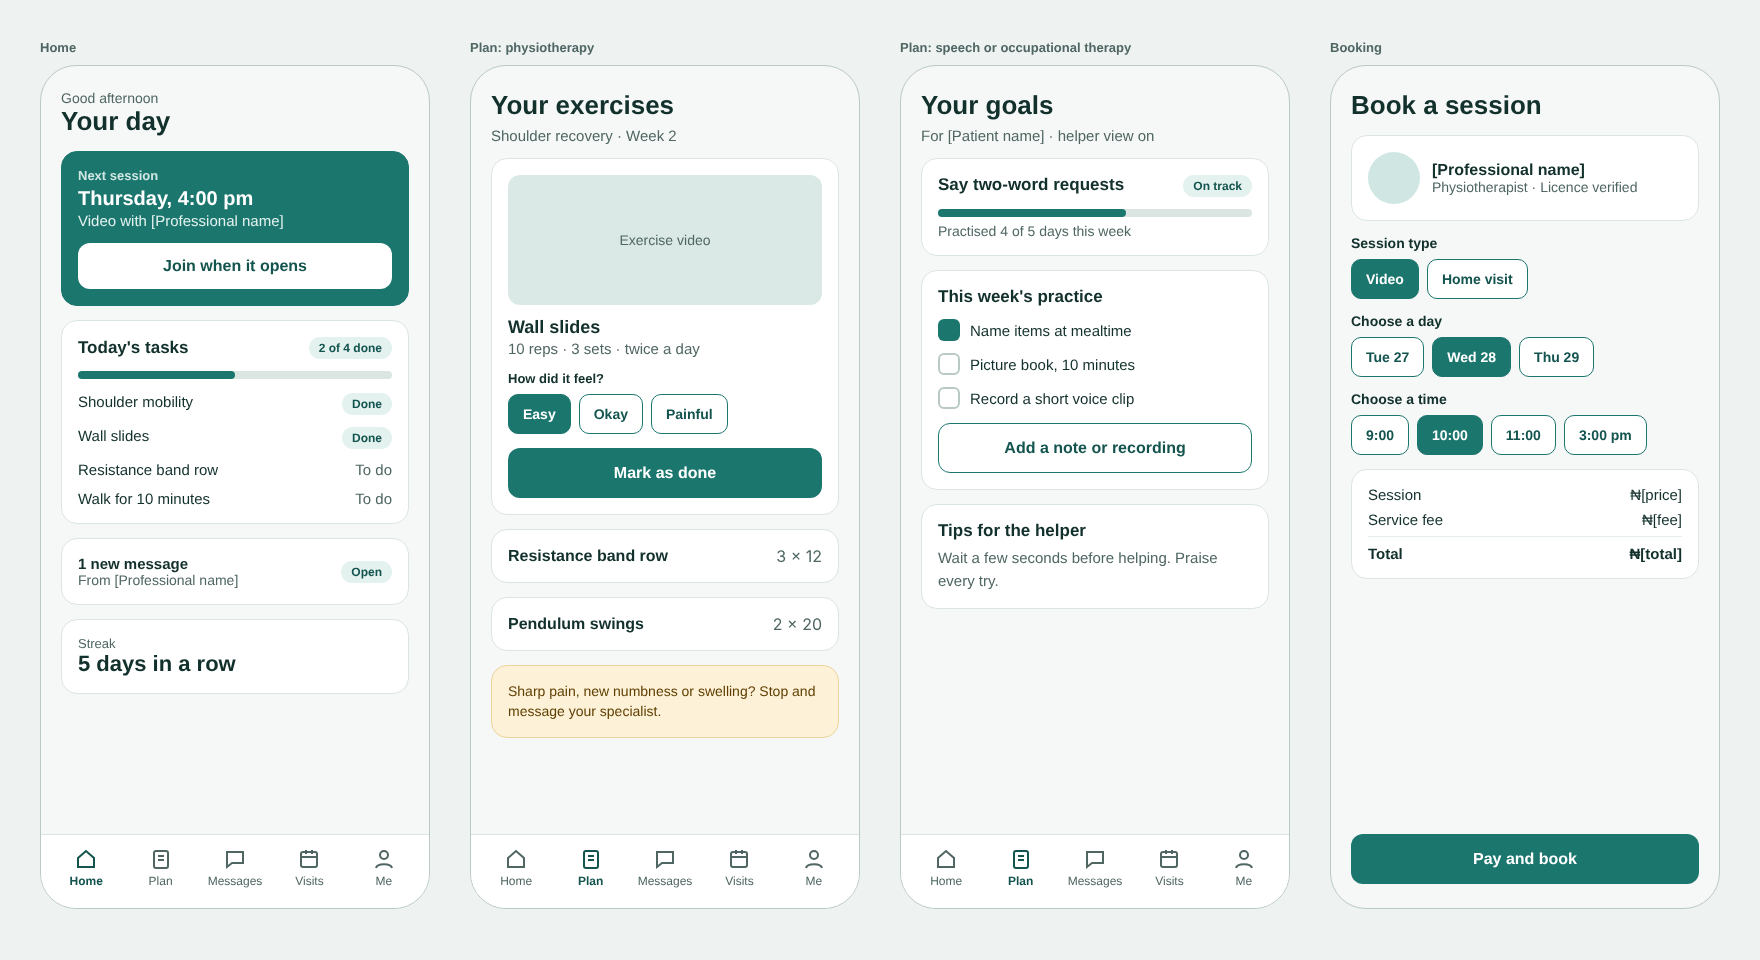 Home
Good afternoon
Your day
Next session
Thursday, 4:00 pm
Video with [Professional name]
Join when it opens
Today's tasks
2 of 4 done
Shoulder mobility
Done
Wall slides
Done
Resistance band row
To do
Walk for 10 minutes
To do
1 new message
From [Professional name]
Open
Streak
5 days in a row
Home
Plan
Messages
Visits
Me
Plan: physiotherapy
Your exercises
Shoulder recovery · Week 2
Exercise video
Wall slides
10 reps · 3 sets · twice a day
How did it feel?
Easy
Okay
Painful
Mark as done
Resistance band row
3 × 12
Pendulum swings
2 × 20
Sharp pain, new numbness or swelling? Stop and
message your specialist.
Home
Plan
Messages
Visits
Me
Plan: speech or occupational therapy
Your goals
For [Patient name] · helper view on
Say two-word requests
On track
Practised 4 of 5 days this week
This week's practice
Name items at mealtime
Picture book, 10 minutes
Record a short voice clip
Add a note or recording
Tips for the helper
Wait a few seconds before helping. Praise
every try.
Home
Plan
Messages
Visits
Me
Booking
Book a session
[Professional name]
Physiotherapist · Licence verified
Session type
Video
Home visit
Choose a day
Tue 27
Wed 28
Thu 29
Choose a time
9:00
10:00
11:00
3:00 pm
Session
₦[price]
Service fee
₦[fee]
Total
₦[total]
Pay and book